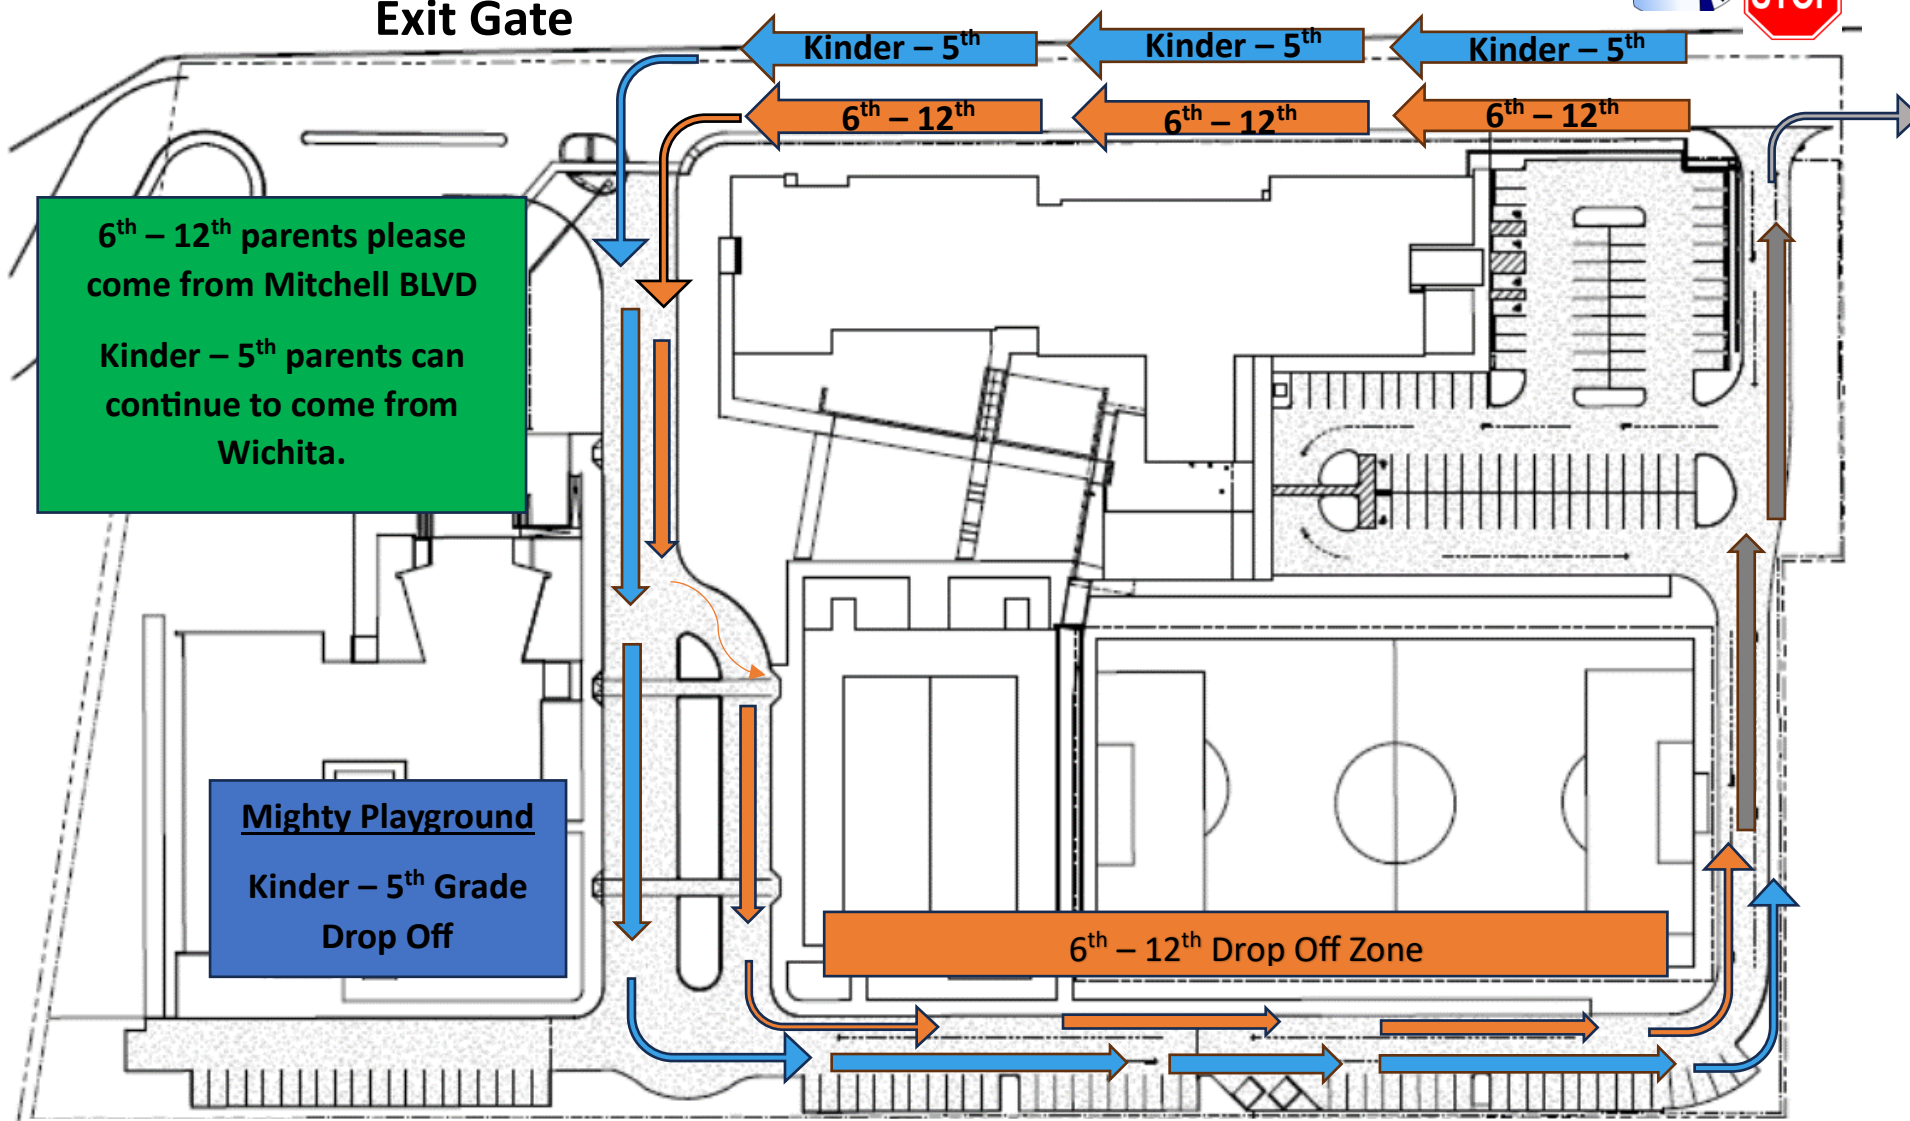 Exit Gate
STOP
Kinder – 5th
Kinder – 5th
Kinder – 5th
6th – 12th
6th – 12th
6th – 12th
6th – 12th parents please
come from Mitchell BLVD
Kinder – 5th parents can
continue to come from
Wichita.
Mighty Playground
Kinder – 5th Grade
Drop Off
6th – 12th Drop Off Zone